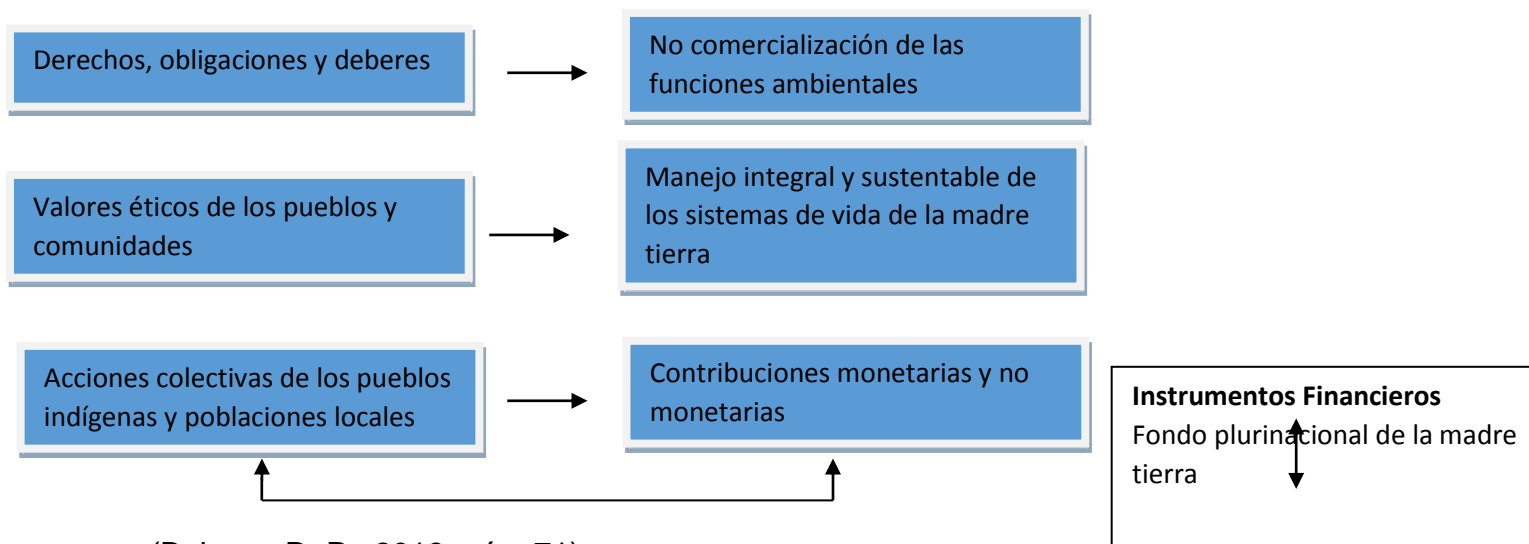 Derechos, obligaciones y deberes
No comercialización de las
funciones ambientales
Valores éticos de los pueblos y
comunidades
Manejo integral y sustentable de
los sistemas de vida de la madre
tierra
Acciones colectivas de los pueblos
indígenas y poblaciones locales
Contribuciones monetarias y no
monetarias
Instrumentos Financieros
Fondo plurinacional de la madre
tierra